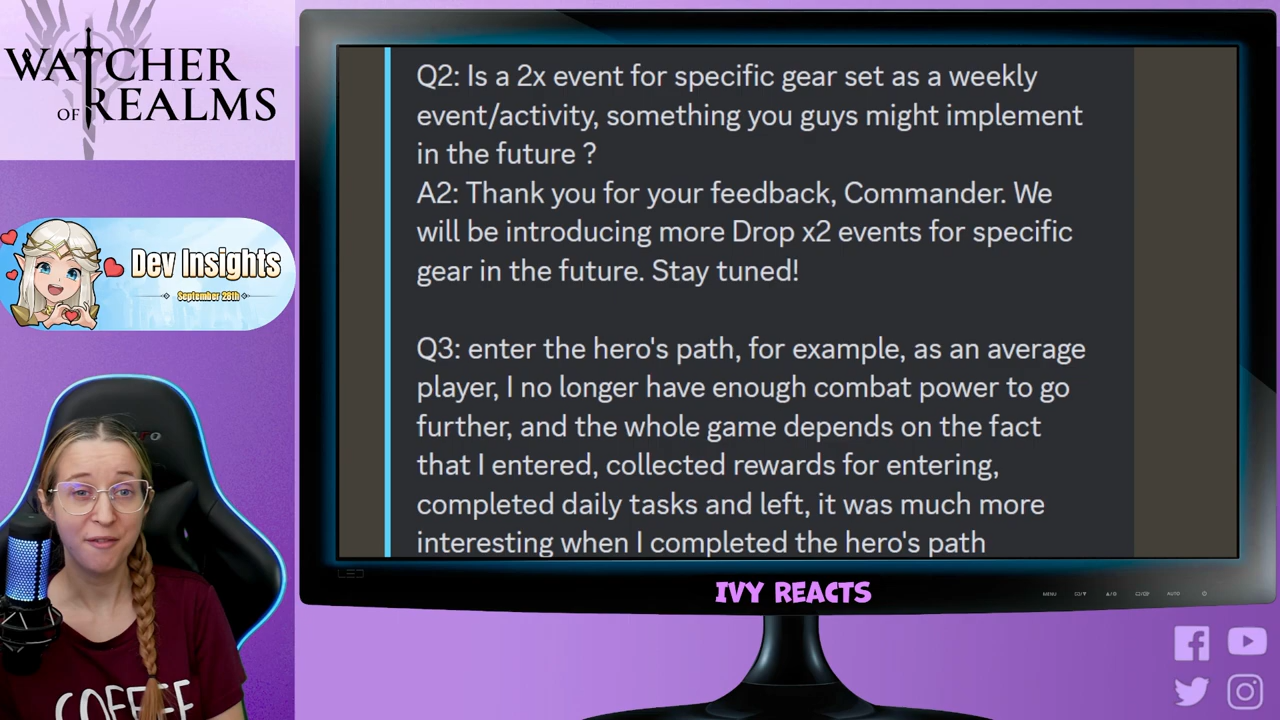 WATCHER
OF REALMS
Dev Insights
September 28th
Q2: Is a 2x event for specific gear set as a weekly
event/activity, something you guys might implement
in the future ?
A2: Thank you for your feedback, Commander. We
will be introducing more Drop x2 events for specific
gear in the future. Stay tuned!
Q3: enter the hero's path, for example, as an average
player, I no longer have enough combat power to go
further, and the whole game depends on the fact
that I entered, collected rewards for entering,
completed daily tasks and left, it was much more
interesting when I completed the hero's path
IVY REACTS
MENU
AUTO
COFFEE